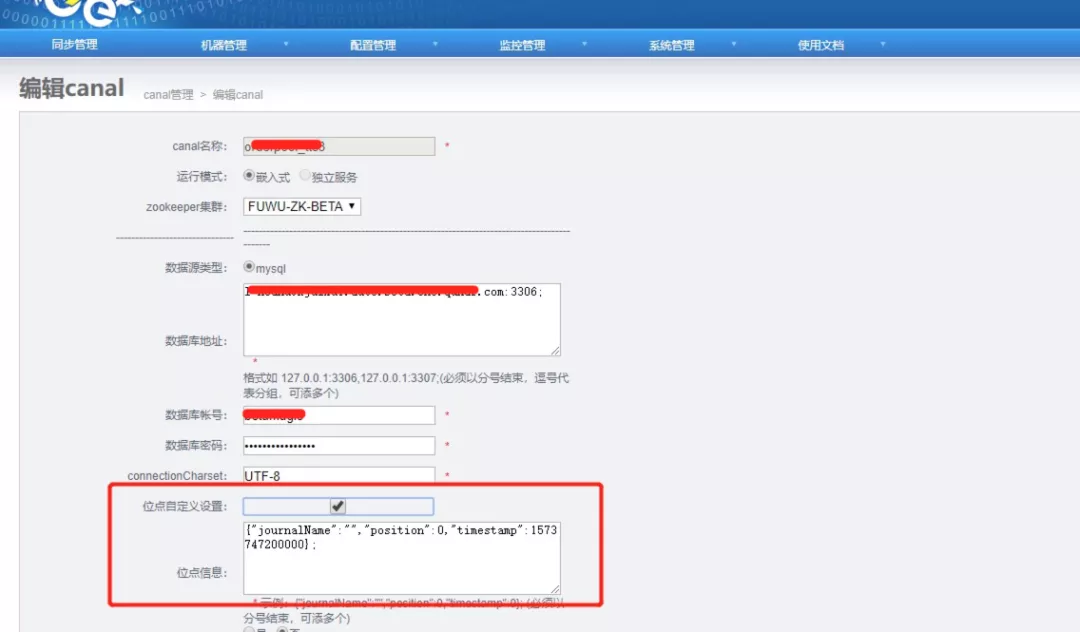 同步管理 机器管理 配置管理 监控管理 系统管理 使用文档
编辑canal canal管理 > 编辑canal
canal名称: *
运行模式: 嵌入式 独立服务
zookeeper集群: FUWU-ZK-BETA
数据源类型: mysql
.com:3306;
数据库地址:
*
格式如 127.0.0.1:3306,127.0.0.1:3307;(必须以分号结束，逗号代
表分组，可添多个)
数据库帐号: *
数据库密码: •••••••••••••••• *
connectionCharset: UTF-8 *
位点自定义设置:
{"journalName":"","position":0,"timestamp":1573
747200000};
位点信息:
* 示例：{"journalName":"","position":0,"timestamp":0}; (必须以
分号结束，可添多个)